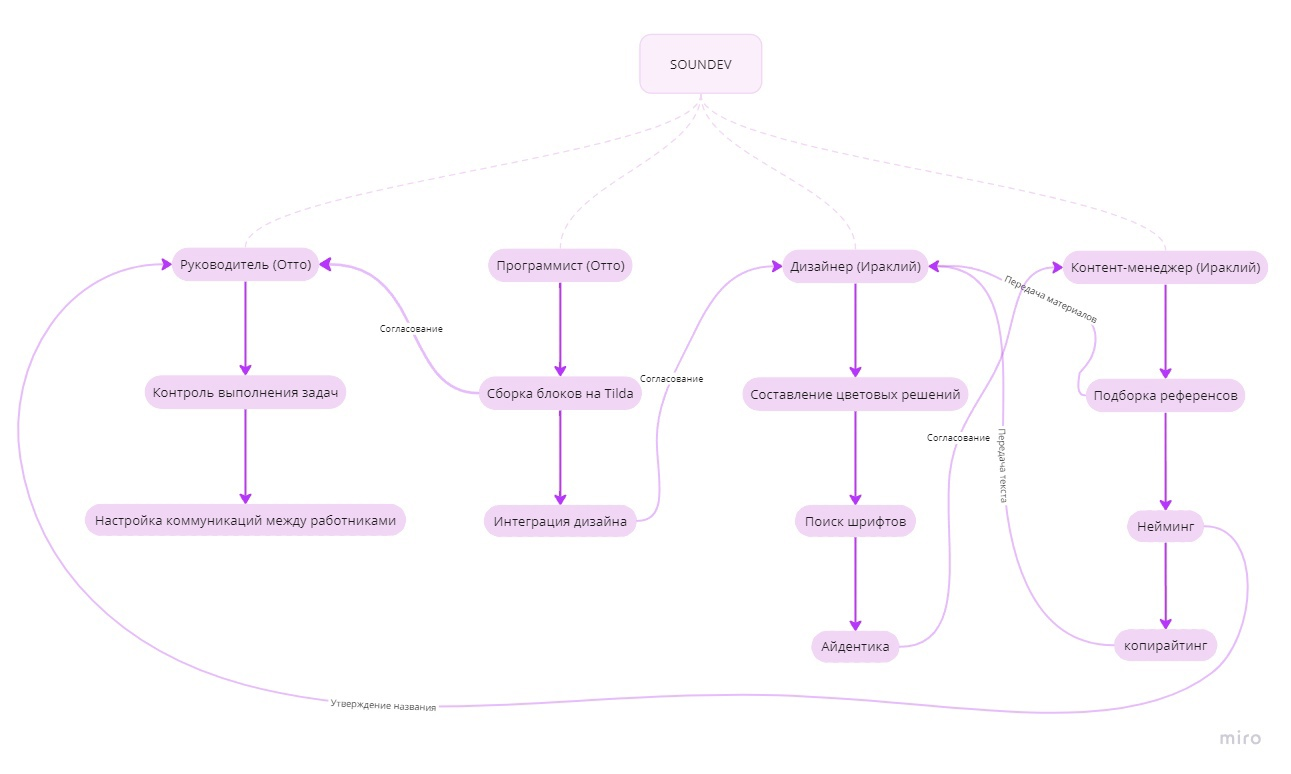 SOUNDEV
Руководитель (Отто)
Программист (Отто)
Дизайнер (Ираклий)
Контент-менеджер (Ираклий)
Передача материалов
Согласование
Согласование
Контроль выполнения задач
Сборка блоков на Tilda
Составление цветовых решений
Подборка референсов
Согласование
Передача текста
Настройка коммуникаций между работниками
Интеграция дизайна
Поиск шрифтов
Нейминг
Айдентика
копирайтинг
Утверждение названия
miro